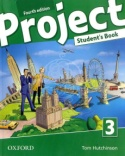 Fourth edition
Project
Student's Book
3
OXFORD
Tom Hutchinson